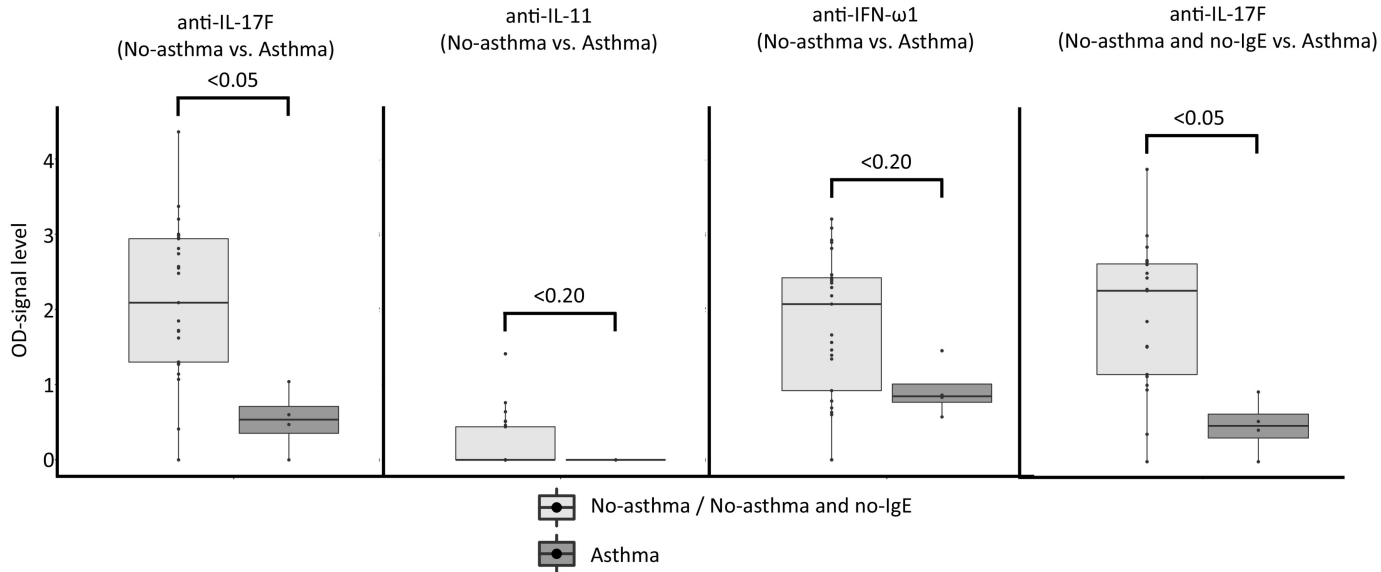 anti-IL-17F
(No-asthma vs. Asthma)
anti-IL-11
(No-asthma vs. Asthma)
anti-IFN-ω1
(No-asthma vs. Asthma)
anti-IL-17F
(No-asthma and no-IgE vs. Asthma)
<0.05
<0.20
<0.20
<0.05
OD-signal level
4
3
2
1
0
No-asthma / No-asthma and no-IgE
Asthma